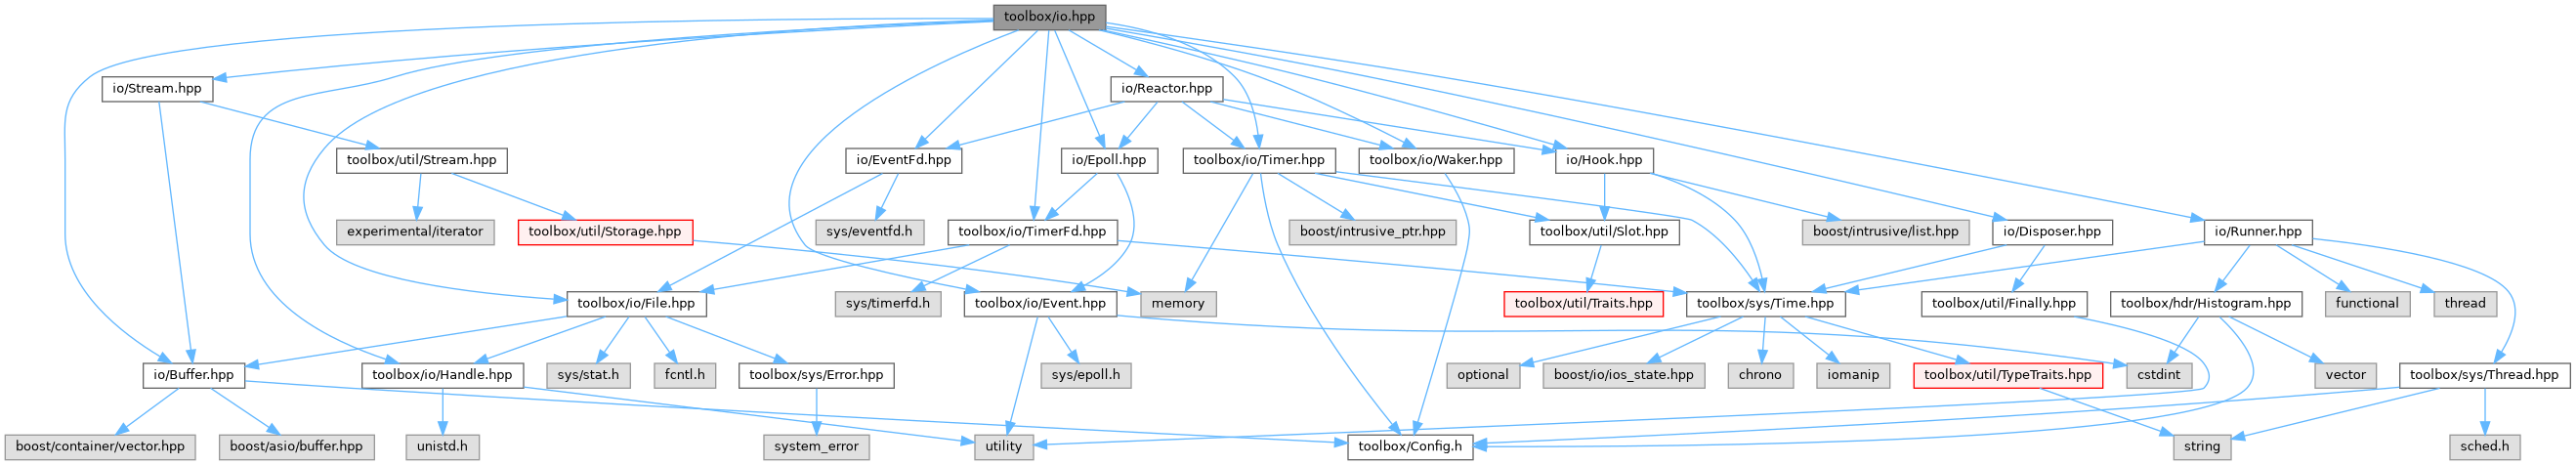 toolbox/io.hpp
io/Stream.hpp
io/Reactor.hpp
toolbox/util/Stream.hpp
io/EventFd.hpp
io/Epoll.hpp
toolbox/io/Timer.hpp
toolbox/io/Waker.hpp
io/Hook.hpp
experimental/iterator
toolbox/util/Storage.hpp
sys/eventfd.h
toolbox/io/TimerFd.hpp
boost/intrusive_ptr.hpp
toolbox/util/Slot.hpp
boost/intrusive/list.hpp
io/Disposer.hpp
io/Runner.hpp
toolbox/io/File.hpp
sys/timerfd.h
toolbox/io/Event.hpp
memory
toolbox/util/Traits.hpp
toolbox/sys/Time.hpp
toolbox/util/Finally.hpp
toolbox/hdr/Histogram.hpp
functional
thread
io/Buffer.hpp
toolbox/io/Handle.hpp
sys/stat.h
fcntl.h
toolbox/sys/Error.hpp
sys/epoll.h
optional
boost/io/ios_state.hpp
chrono
iomanip
toolbox/util/TypeTraits.hpp
cstdint
vector
toolbox/sys/Thread.hpp
boost/container/vector.hpp
boost/asio/buffer.hpp
unistd.h
system_error
utility
toolbox/Config.h
string
sched.h